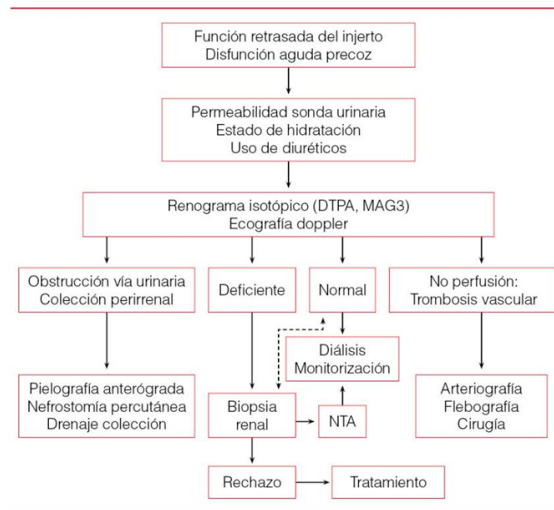 Función retrasada del injerto
Disfunción aguda precoz
Permeabilidad sonda urinaria
Estado de hidratación
Uso de diuréticos
Renograma isotópico (DTPA, MAG3)
Ecografía doppler
Obstrucción vía urinaria
Colección perirrenal
Deficiente
Normal
No perfusión:
Trombosis vascular
Diálisis
Monitorización
Pielografía anterógrada
Nefrostomía percutánea
Drenaje colección
Biopsia
renal
NTA
Arteriografía
Flebografía
Cirugía
Rechazo
Tratamiento